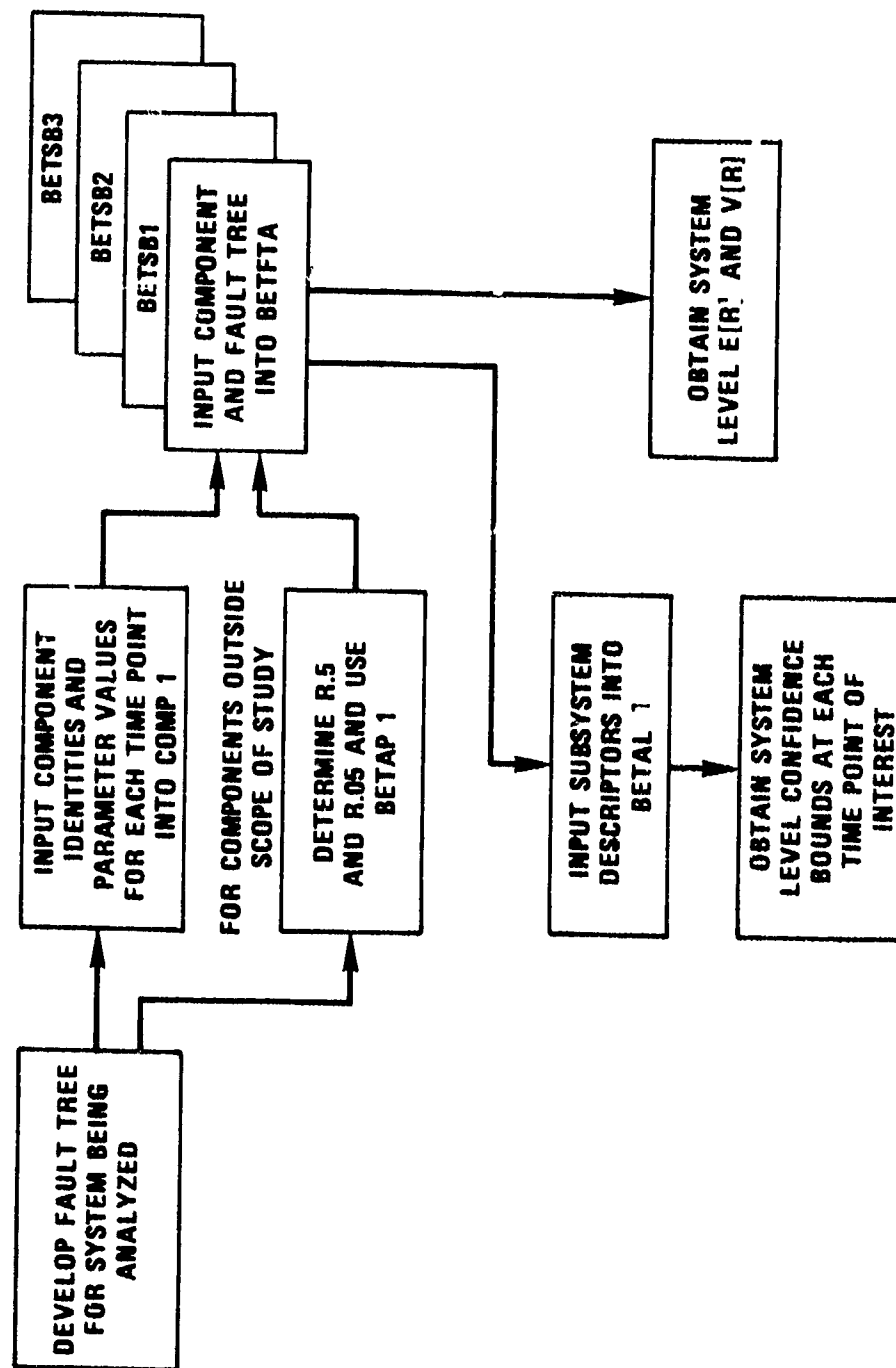 DEVELOP FAULT TREE
FOR SYSTEM BEING
ANALYZED
INPUT COMPONENT
IDENTITIES AND
PARAMETER VALUES
FOR EACH TIME POINT
INTO COMP 1
FOR COMPONENTS OUTSIDE
SCOPE OF STUDY
DETERMINE R.5
AND R.05 AND USE
BETAP 1
BETSB3
BETSB2
BETSB1
INPUT COMPONENT
AND FAULT TREE
INTO BETFTA
INPUT SUBSYSTEM
DESCRIPTORS INTO
BETAL 1
OBTAIN SYSTEM
LEVEL CONFIDENCE
BOUNDS AT EACH
TIME POINT OF
INTEREST
OBTAIN SYSTEM
LEVEL E[R] AND V[R]